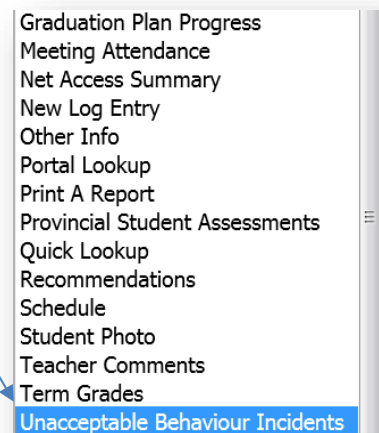 Graduation Plan Progress
Meeting Attendance
Net Access Summary
New Log Entry
Other Info
Portal Lookup
Print A Report
Provincial Student Assessments
Quick Lookup
Recommendations
Schedule
Student Photo
Teacher Comments
Term Grades
Unacceptable Behaviour Incidents